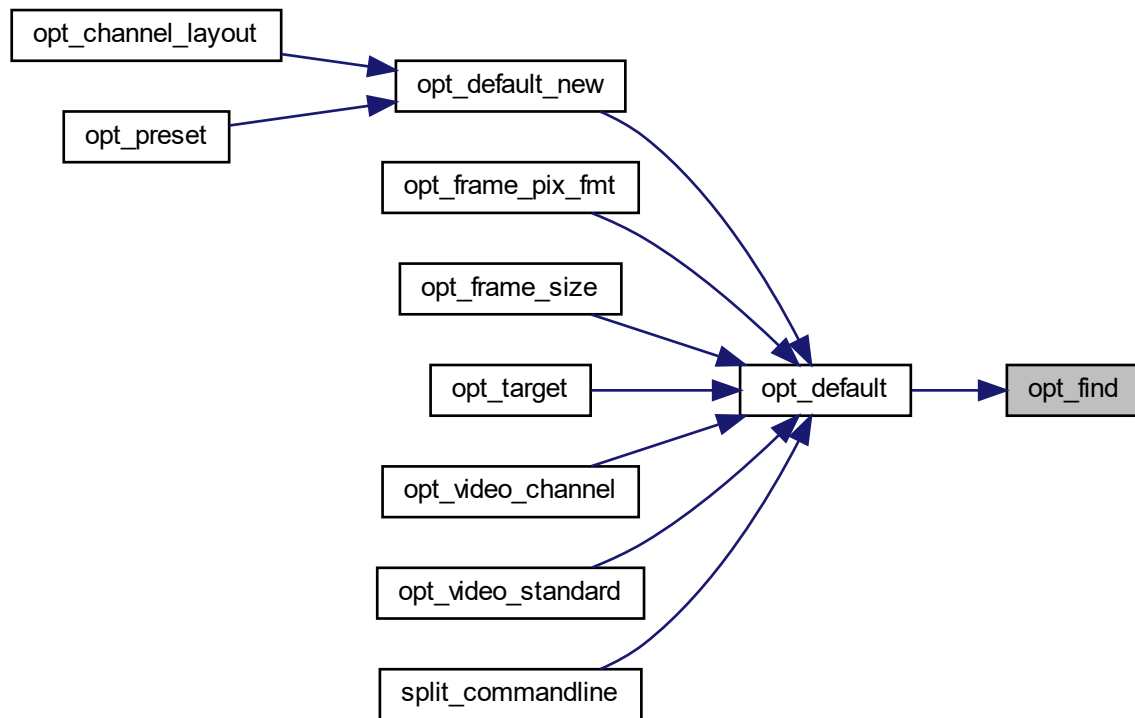 opt_channel_layout
opt_default_new
opt_preset
opt_frame_pix_fmt
opt_frame_size
opt_target
opt_default
opt_find
opt_video_channel
opt_video_standard
split_commandline